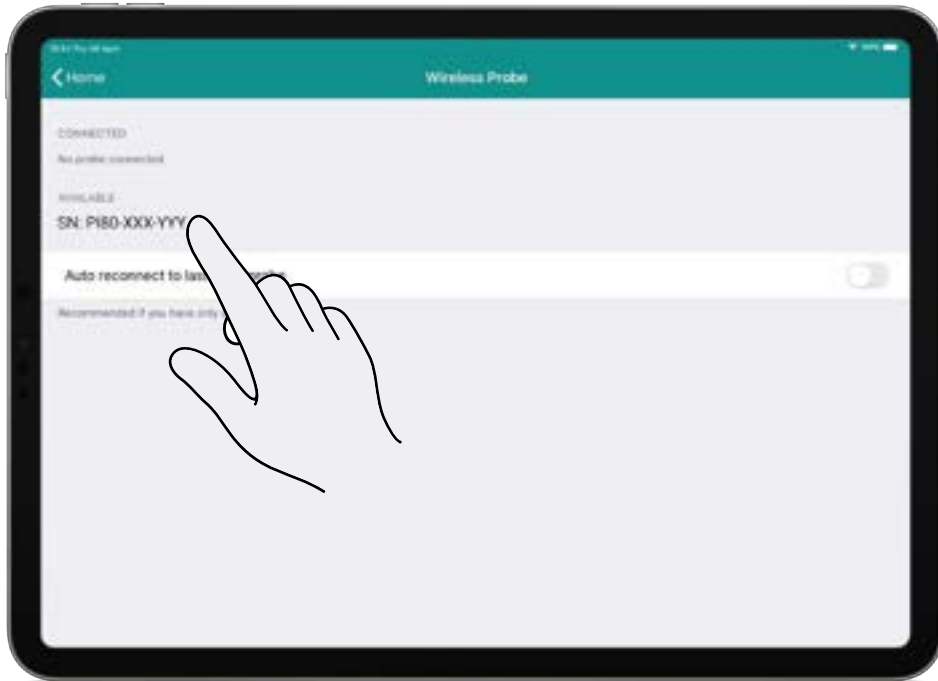 Home
Wireless Probe
CONNECTED
No probe connected
AVAILABLE
SN: PI80-XXX-YYY
Auto reconnect to last
Recommended if you have only